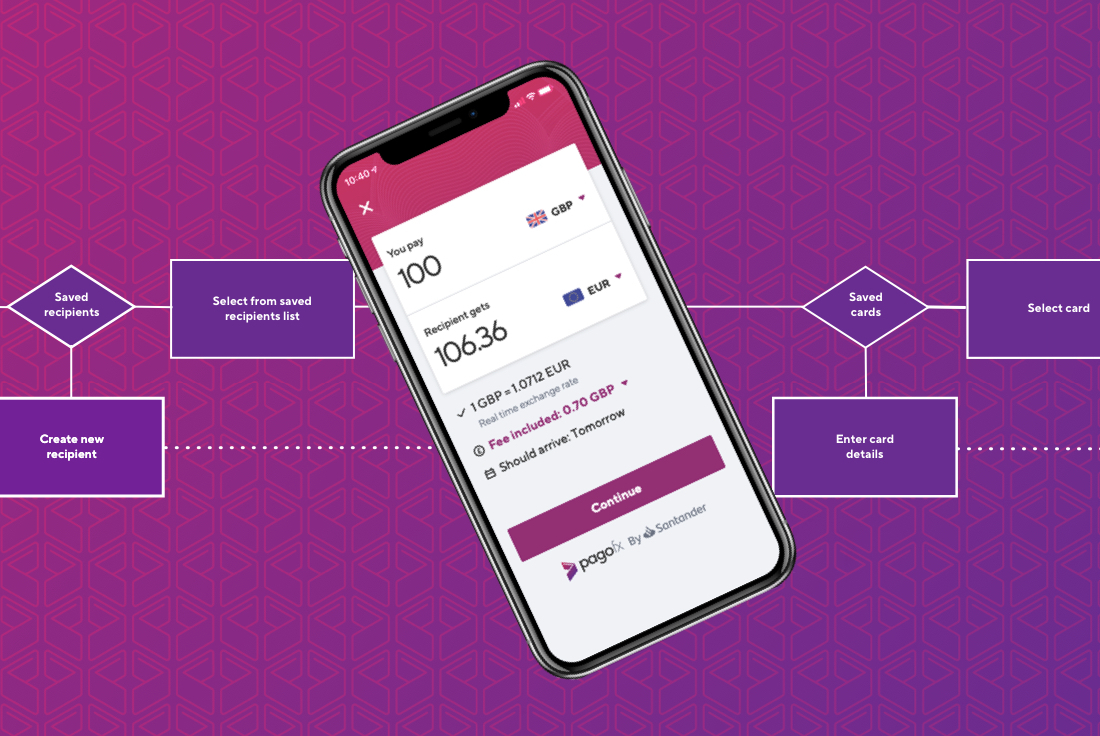 Saved
recipients
Select from saved
recipients list
Create new
recipient
10:40
You pay
100
GBP
Recipient gets
106.36
EUR
1 GBP = 1.0712 EUR
Real time exchange rate
Fee included: 0.70 GBP
Should arrive: Tomorrow
Continue
pagofx By Santander
Saved
cards
Select card
Enter card
details